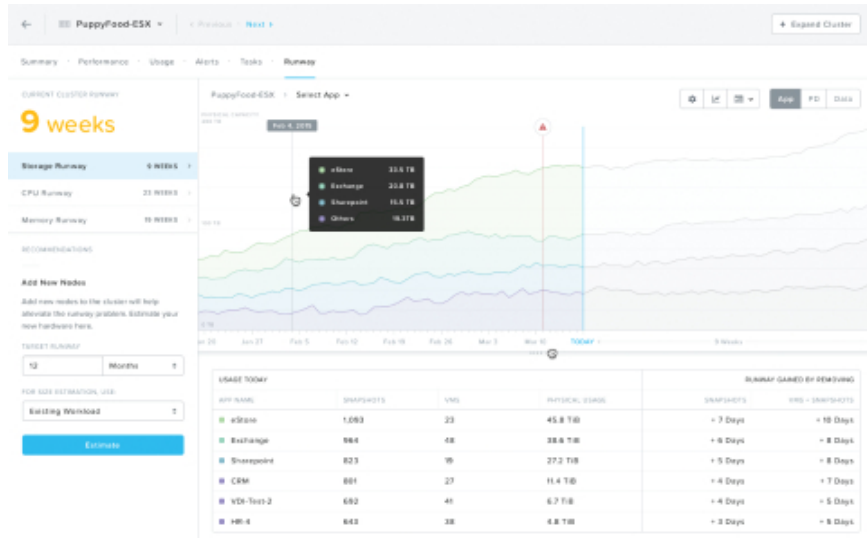 PuppyFood-ESX
Previous Next
+ Expand Cluster
Summary Performance Usage Alerts Tasks Runway
CURRENT CLUSTER RUNWAY
9 weeks
Storage Runway 9 WEEKS
CPU Runway 23 WEEKS
Memory Runway 19 WEEKS
RECOMMENDATIONS
Add New Nodes
Add new nodes to the cluster will help
alleviate the runway problem. Estimate your
new hardware here.
TARGET RUNWAY
12 Months
FOR SIZE ESTIMATION, USE:
Existing Workload
Estimate
PuppyFood-ESX > Select App
App PD Data
PHYSICAL CAPACITY
Feb 4, 2015
eStore 33.5 TB
Exchange 23.8 TB
Sharepoint 15.5 TB
Others
0 TB
Jan 27 Feb 5 Feb 12 Feb 19 Feb 26 Mar 3 Mar 10 TODAY 9 Weeks
USAGE TODAY RUNWAY GAINED BY REMOVING
APP NAME SNAPSHOTS VMS PHYSICAL USAGE SNAPSHOTS VMS + SNAPSHOTS
eStore 1,093 23 45.8 TiB + 7 Days + 10 Days
Exchange 964 48 38.6 TiB + 6 Days + 8 Days
Sharepoint 823 19 27.2 TiB + 5 Days + 8 Days
CRM 801 27 11.4 TiB + 4 Days + 7 Days
VDI-Test-2 692 41 6.7 TiB + 4 Days + 5 Days
HR-4 643 38 4.8 TiB + 3 Days + 5 Days